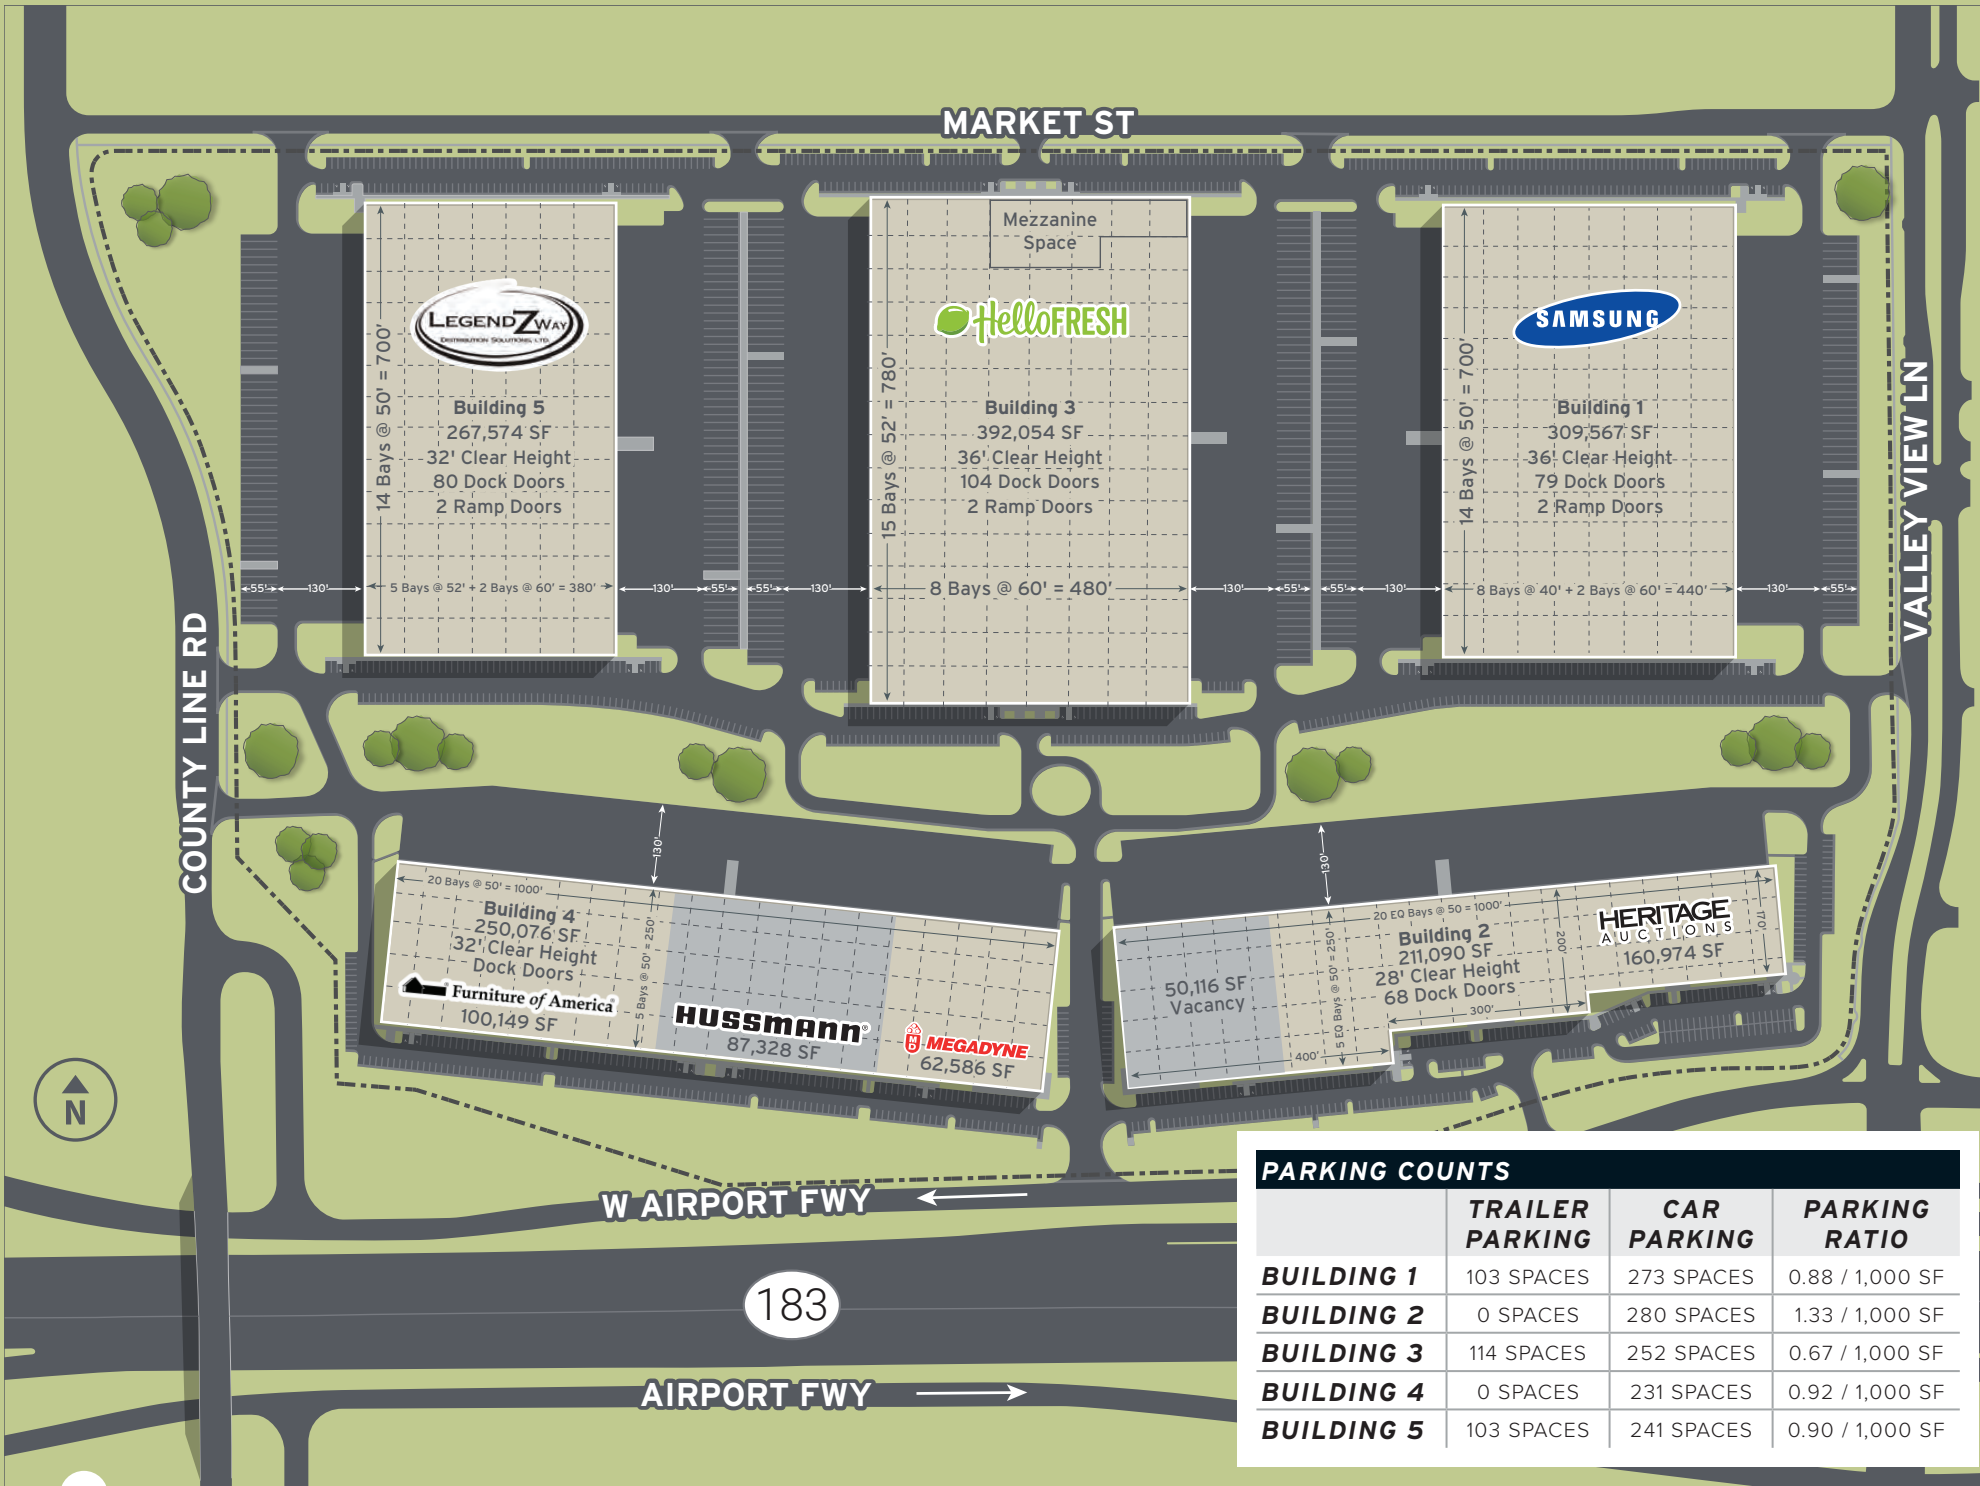 MARKET ST
COUNTY LINE RD
VALLEY VIEW LN
LEGENDZWAY
DISTRIBUTION SOLUTIONS, LTD.
Building 5
267,574 SF
32' Clear Height
80 Dock Doors
2 Ramp Doors
14 Bays @ 50' = 700'
5 Bays @ 52' + 2 Bays @ 60' = 380'
Mezzanine
Space
HelloFRESH
Building 3
392,054 SF
36' Clear Height
104 Dock Doors
2 Ramp Doors
15 Bays @ 52' = 780'
8 Bays @ 60' = 480'
SAMSUNG
Building 1
309,567 SF
36' Clear Height
79 Dock Doors
2 Ramp Doors
14 Bays @ 50' = 700'
8 Bays @ 40' + 2 Bays @ 60' = 440'
55' 130' 130' 55' 55' 130' 130' 55' 55' 130' 130' 55'
130'
20 Bays @ 50' = 1000'
Building 4
250,076 SF
32' Clear Height
Dock Doors
5 Bays @ 50' = 250'
Furniture of America
100,149 SF
HUSSMANN®
87,328 SF
MD MEGADYNE
62,586 SF
130'
20 EQ Bays @ 50 = 1000'
50,116 SF
Vacancy
5 EQ Bays @ 50' = 250'
Building 2
211,090 SF
28' Clear Height
68 Dock Doors
400'
300'
200'
170'
HERITAGE
AUCTIONS
160,974 SF
N
W AIRPORT FWY
183
AIRPORT FWY
PARKING COUNTS
TRAILER PARKING CAR PARKING PARKING RATIO
BUILDING 1 103 SPACES 273 SPACES 0.88 / 1,000 SF
BUILDING 2 0 SPACES 280 SPACES 1.33 / 1,000 SF
BUILDING 3 114 SPACES 252 SPACES 0.67 / 1,000 SF
BUILDING 4 0 SPACES 231 SPACES 0.92 / 1,000 SF
BUILDING 5 103 SPACES 241 SPACES 0.90 / 1,000 SF